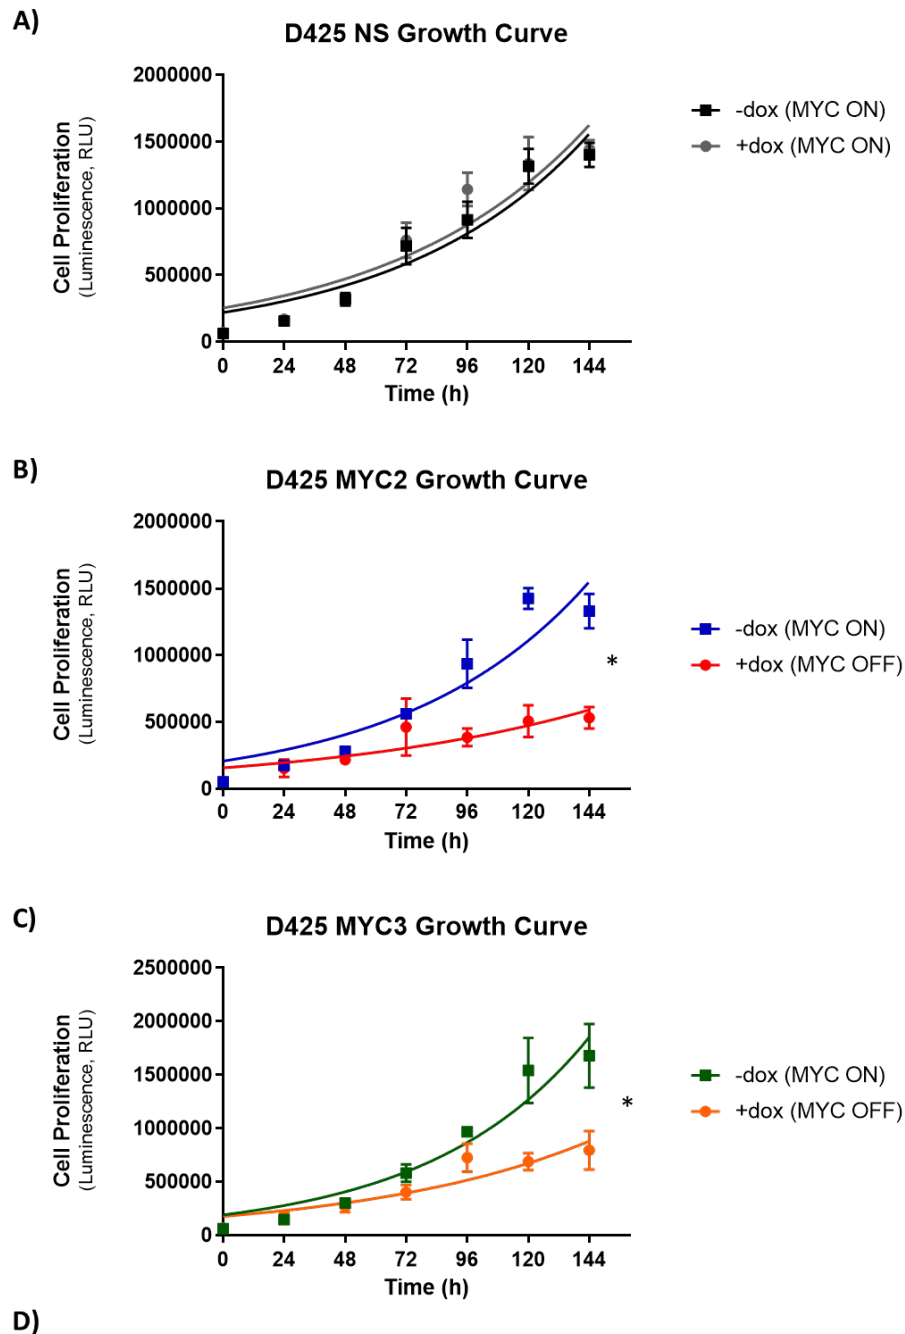 A)
D425 NS Growth Curve
Cell Proliferation
(Luminescence, RLU)
2000000
1500000
1000000
500000
0
0 24 48 72 96 120 144
Time (h)
-dox (MYC ON)
+dox (MYC ON)
B)
D425 MYC2 Growth Curve
Cell Proliferation
(Luminescence, RLU)
2000000
1500000
1000000
500000
0
0 24 48 72 96 120 144
Time (h)
-dox (MYC ON)
+dox (MYC OFF)
*
C)
D425 MYC3 Growth Curve
Cell Proliferation
(Luminescence, RLU)
2500000
2000000
1500000
1000000
500000
0
0 24 48 72 96 120 144
Time (h)
-dox (MYC ON)
+dox (MYC OFF)
*
D)